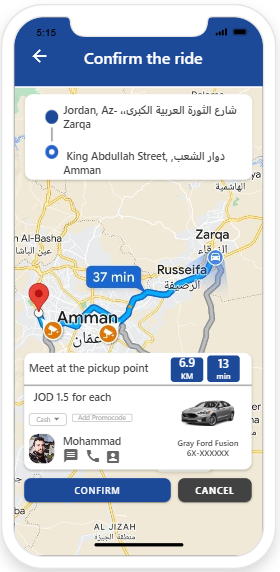 5:15
Confirm the ride
Jordan, Az- شارع الثورة العربية الكبرى،،
Zarqa
King Abdullah Street, دوار الشعب,
Amman
الهاشمية
Al-Basha
عين الباشا
Zarqa
الزرقاء
Russeifa
الرصيفة
37 min
Amman
عمّان
Meet at the pickup point
6.9
KM
13
min
JOD 1.5 for each
Cash
Add Promocode
Mohammad
Gray Ford Fusion
6X-XXXXXX
CONFIRM
CANCEL
AL JIZAH
منطقة الجيزة